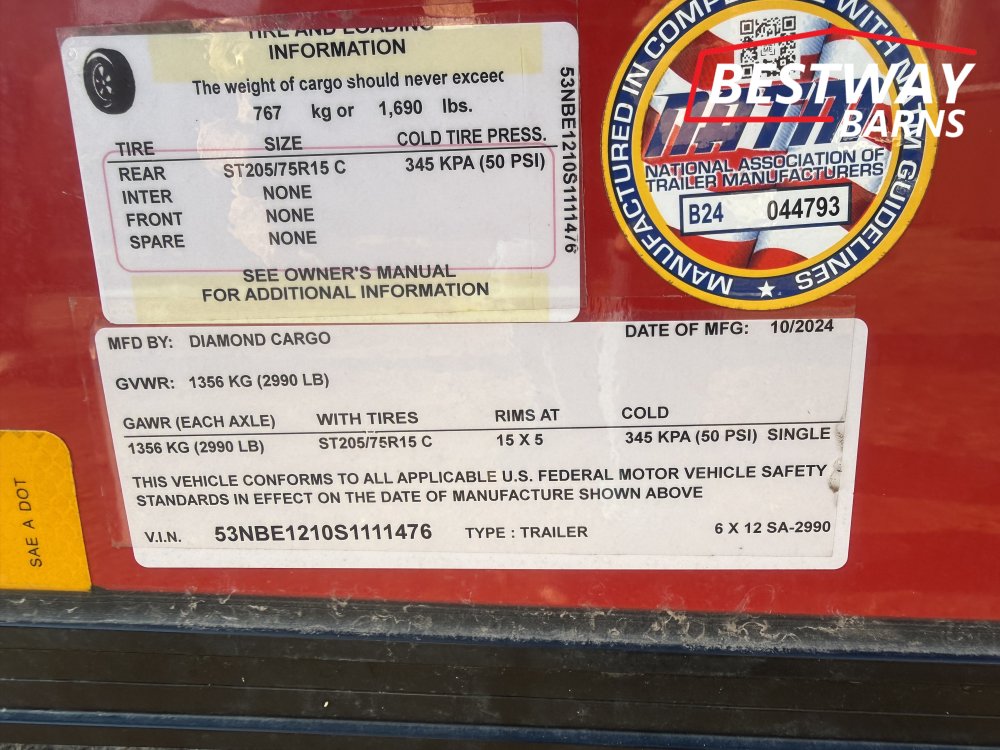 TIRE AND LOADING
INFORMATION
The weight of cargo should never exceed
767 kg or 1,690 lbs.
TIRE SIZE COLD TIRE PRESS.
REAR ST205/75R15 C 345 KPA (50 PSI)
INTER NONE
FRONT NONE
SPARE NONE
SEE OWNER'S MANUAL
FOR ADDITIONAL INFORMATION
53NBE1210S1111476
MANUFACTURED IN COMPLIANCE WITH NATM GUIDELINES
NATM
NATIONAL ASSOCIATION OF
TRAILER MANUFACTURERS
B24 044793
BESTWAY
BARNS
MFD BY: DIAMOND CARGO DATE OF MFG: 10/2024
GVWR: 1356 KG (2990 LB)
GAWR (EACH AXLE) WITH TIRES RIMS AT COLD
1356 KG (2990 LB) ST205/75R15 C 15 X 5 345 KPA (50 PSI) SINGLE
THIS VEHICLE CONFORMS TO ALL APPLICABLE U.S. FEDERAL MOTOR VEHICLE SAFETY
STANDARDS IN EFFECT ON THE DATE OF MANUFACTURE SHOWN ABOVE
V.I.N. 53NBE1210S1111476 TYPE : TRAILER 6 X 12 SA-2990
SAE A DOT